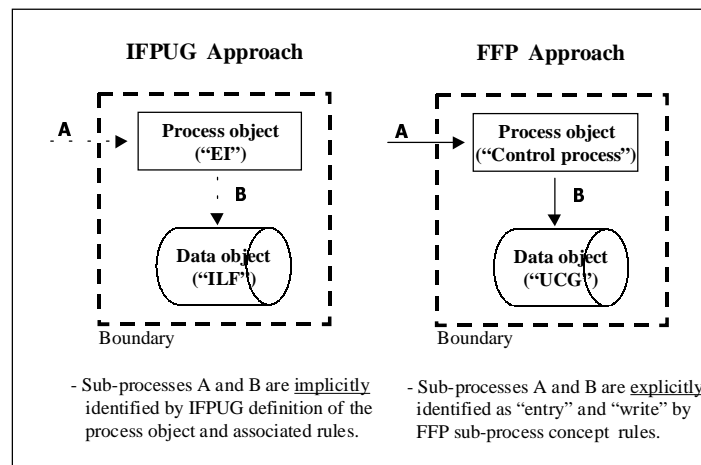 IFPUG Approach
A
Process object
(“EI”)
B
Data object
(“ILF”)
Boundary
- Sub-processes A and B are implicitly
identified by IFPUG definition of the
process object and associated rules.
FFP Approach
A
Process object
(“Control process”)
B
Data object
(“UCG”)
Boundary
- Sub-processes A and B are explicitly
identified as “entry” and “write” by
FFP sub-process concept rules.